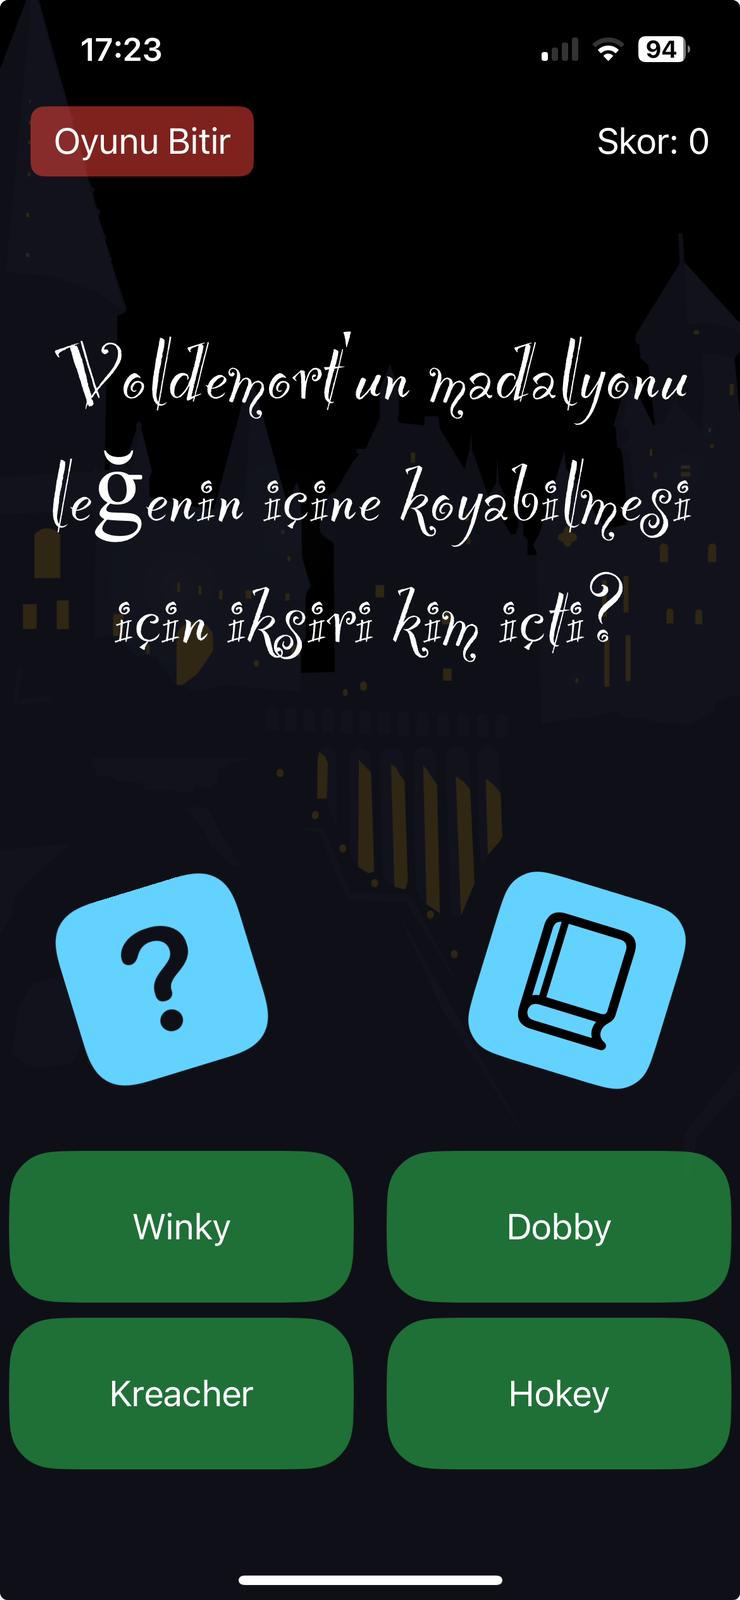 17:23
94
Oyunu Bitir
Skor: 0
Voldemort'un madalyonu
leğenin içine koyabilmesi
için iksiri kim içti?
?
Winky
Dobby
Kreacher
Hokey